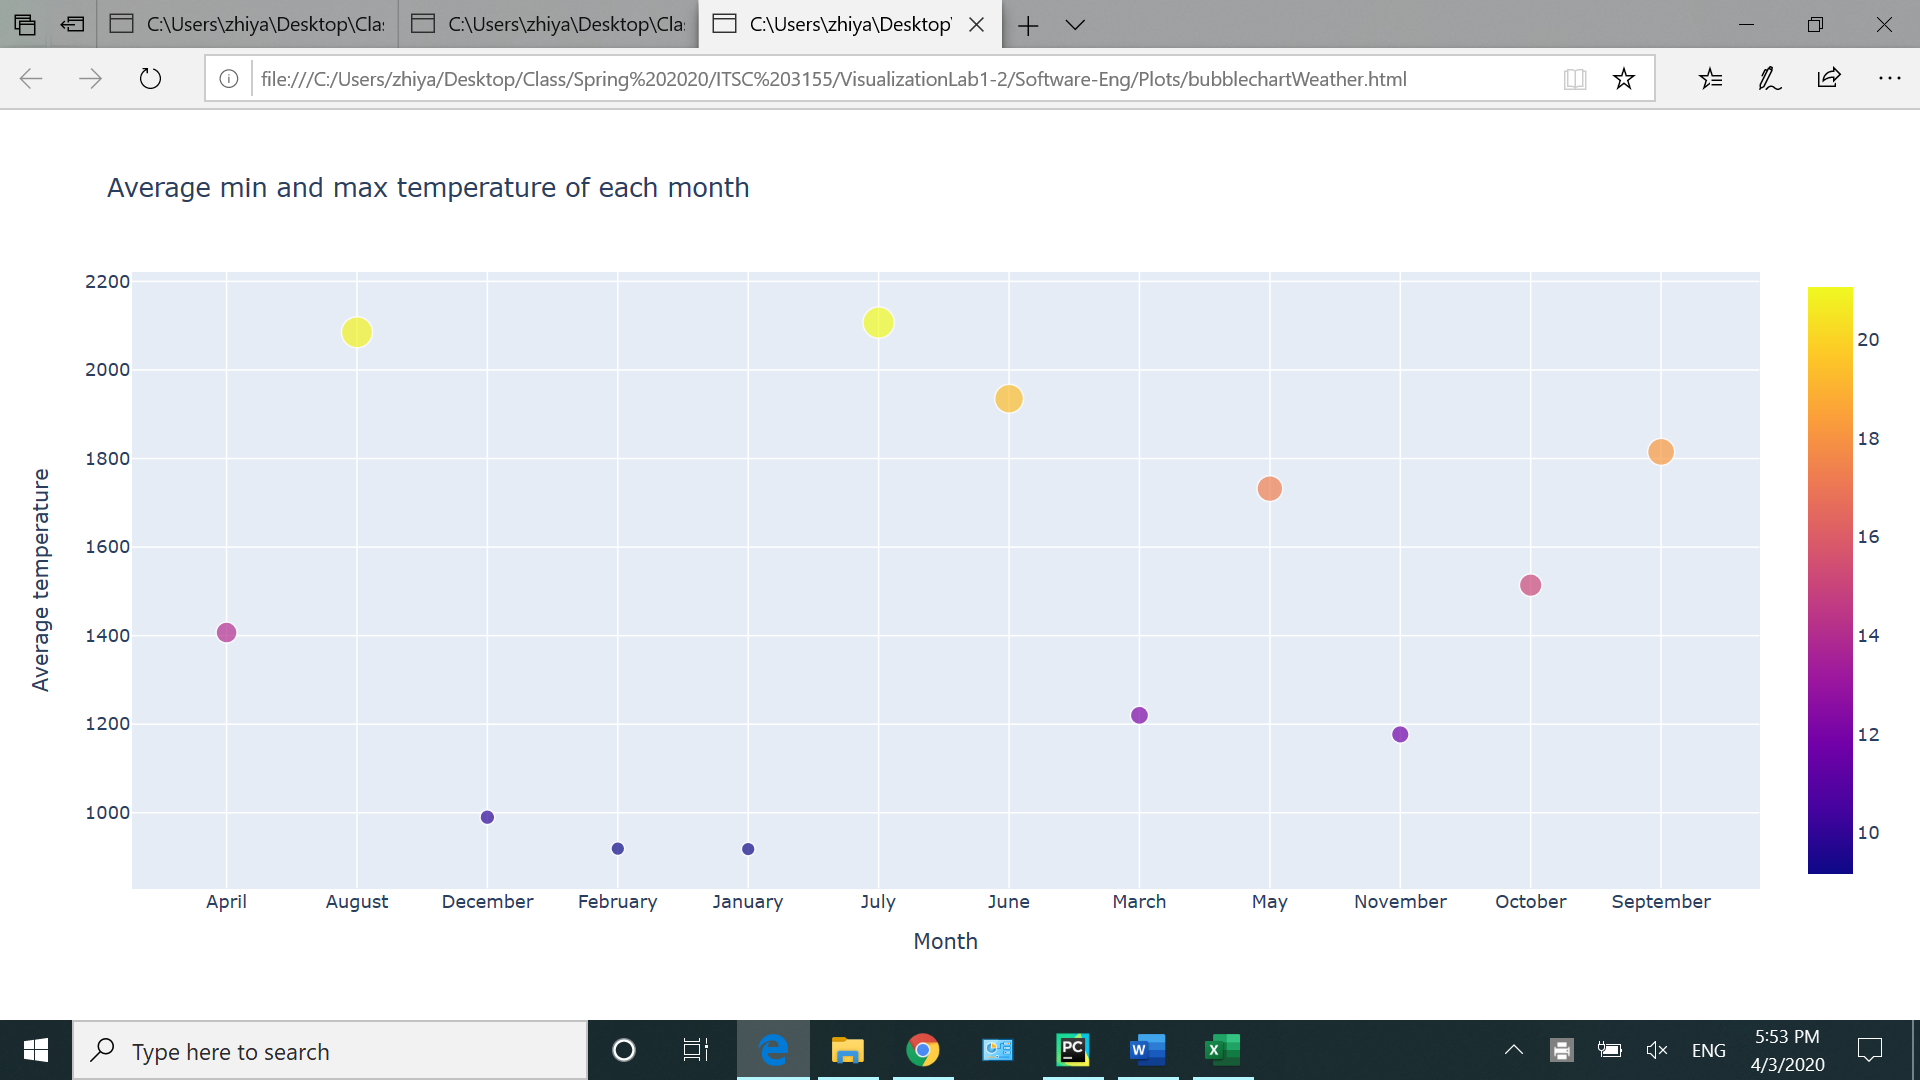 C:\Users\zhiya\Desktop\Cla
C:\Users\zhiya\Desktop\Cla
C:\Users\zhiya\Desktop\
file:///C:/Users/zhiya/Desktop/Class/Spring%202020/ITSC%203155/VisualizationLab1-2/Software-Eng/Plots/bubblechartWeather.html
Average min and max temperature of each month
2200
2000
1800
1600
1400
1200
1000
Average temperature
April August December February January July June March May November October September
Month
20
18
16
14
12
10
Type here to search
PC
W
X
ENG
5:53 PM
4/3/2020